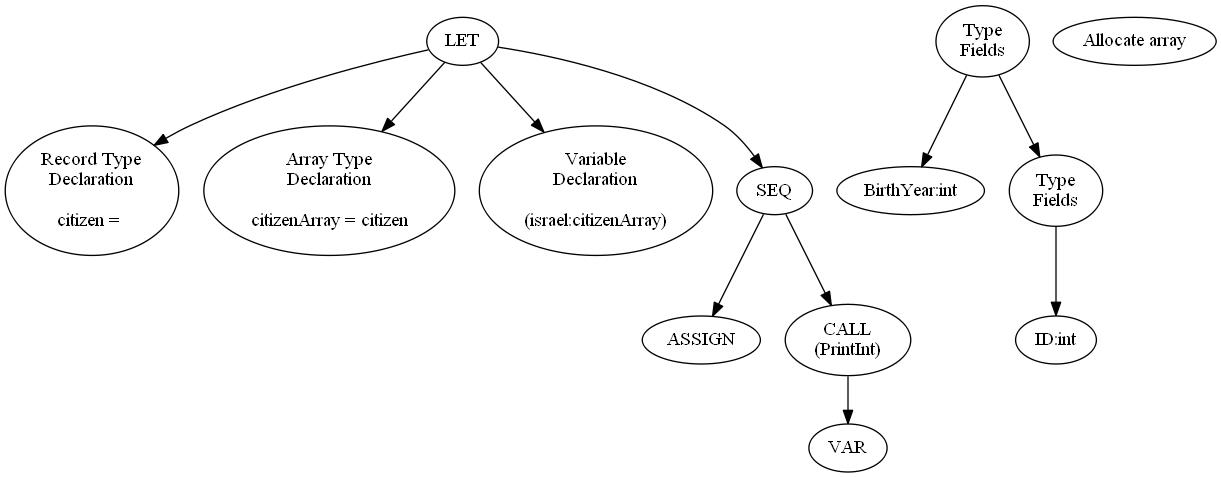 LET
Type
Fields
Allocate array
Record Type
Declaration
citizen =
Array Type
Declaration
citizenArray = citizen
Variable
Declaration
(israel:citizenArray)
SEQ
BirthYear:int
Type
Fields
ASSIGN
CALL
(PrintInt)
ID:int
VAR